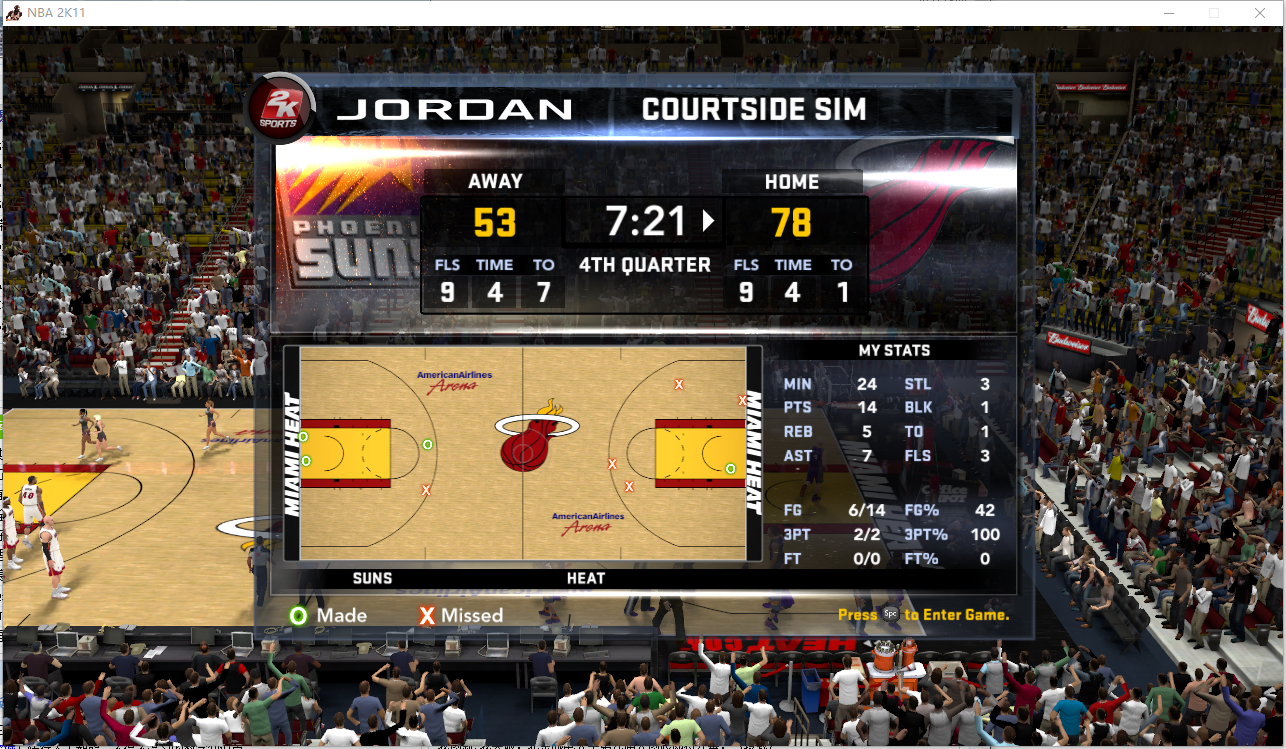 NBA 2K11
2K
SPORTS
JORDAN
COURTSIDE SIM
AWAY
HOME
PHOENI
SUNS
53
7:21
78
FLS TIME TO
4TH QUARTER
FLS TIME TO
9 4 7
9 4 1
MY STATS
MIN 24 STL 3
PTS 14 BLK 1
REB 5 TO 1
AST 7 FLS 3
FG 6/14 FG% 42
3PT 2/2 3PT% 100
FT 0/0 FT% 0
MIAMI HEAT
AmericanAirlines
Arena
AmericanAirlines
Arena
MIAMI HEAT
SUNS
HEAT
O Made
X Missed
Press Spc to Enter Game.
Budweiser
40